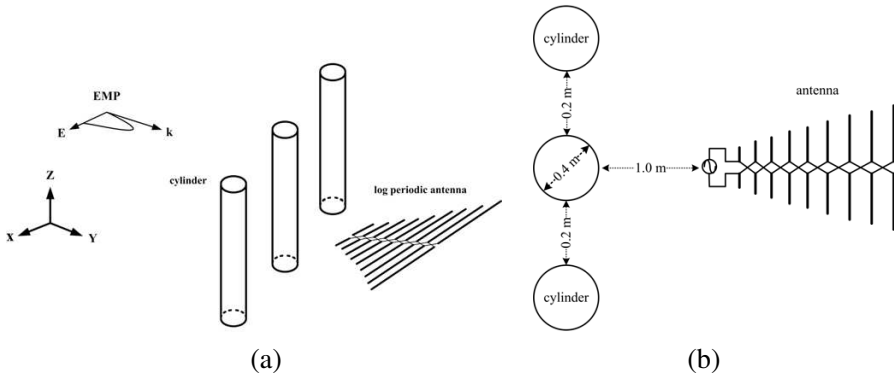 EMP
E
k
Z
X
Y
cylinder
log periodic antenna
(a)
cylinder
0.2 m
0.4 m
0.2 m
cylinder
1.0 m
antenna
(b)